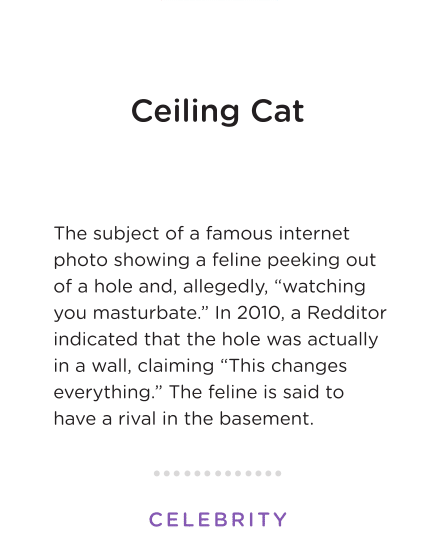 Ceiling Cat
The subject of a famous internet
photo showing a feline peeking out
of a hole and, allegedly, “watching
you masturbate.” In 2010, a Redditor
indicated that the hole was actually
in a wall, claiming “This changes
everything.” The feline is said to
have a rival in the basement.
CELEBRITY